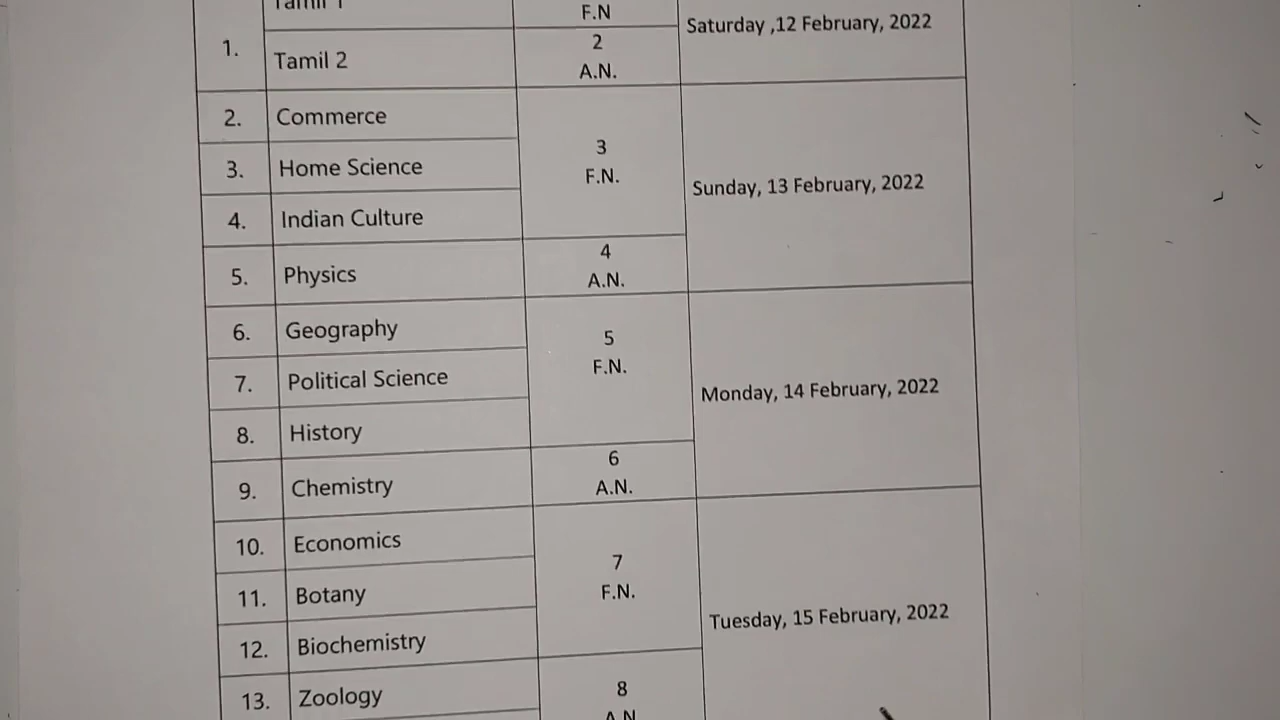 Tamil 1
F.N
Saturday ,12 February, 2022
1.
Tamil 2
2
A.N.
2.
Commerce
3.
Home Science
3
F.N.
Sunday, 13 February, 2022
4.
Indian Culture
5.
Physics
4
A.N.
6.
Geography
5
F.N.
7.
Political Science
Monday, 14 February, 2022
8.
History
9.
Chemistry
6
A.N.
10.
Economics
11.
Botany
7
F.N.
Tuesday, 15 February, 2022
12.
Biochemistry
13.
Zoology
8
A.N